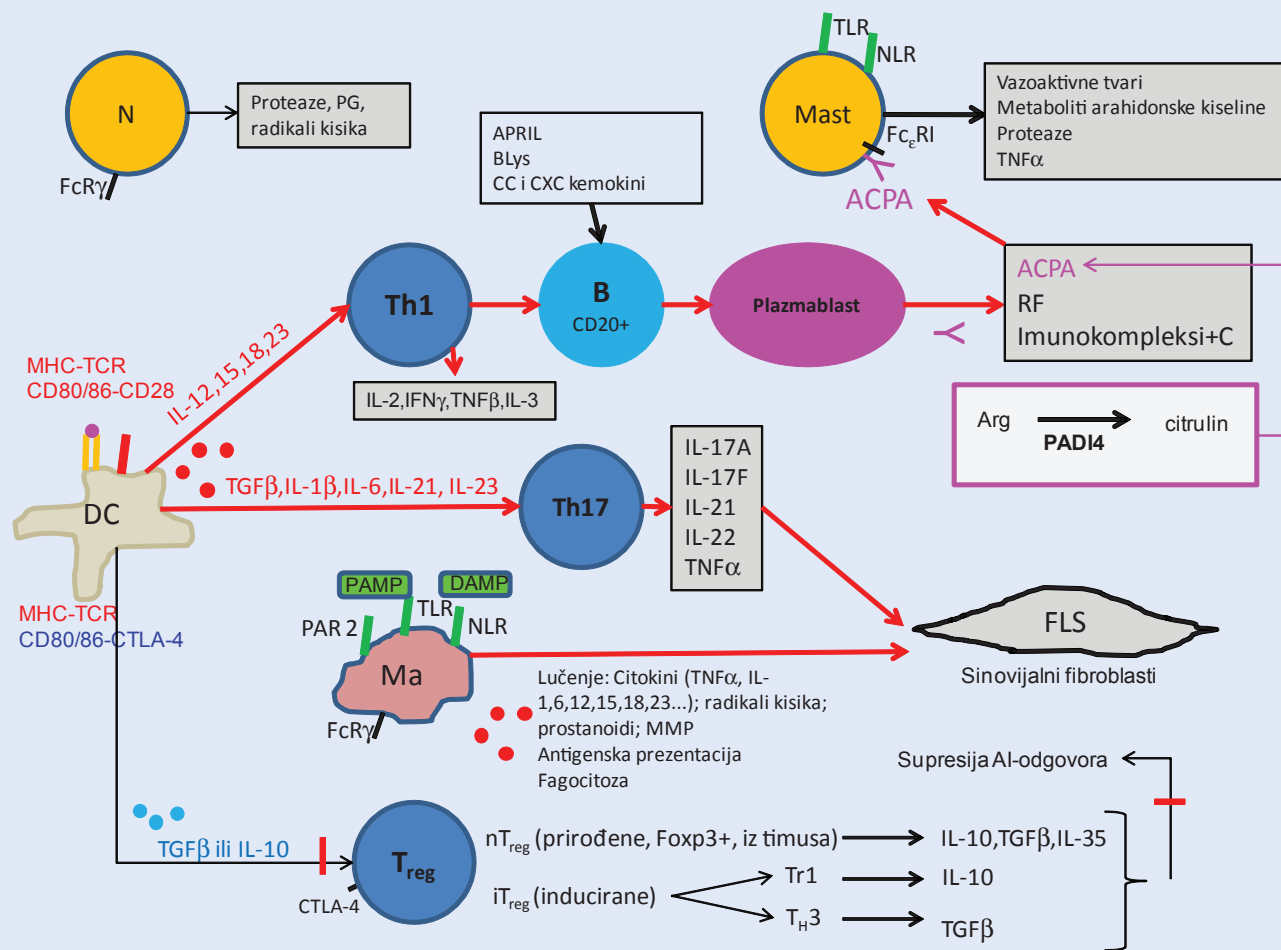 TLR
NLR
N
Proteaze, PG,
radikali kisika
FcRγ
APRIL
BLys
CC i CXC kemokini
Mast
FcεRI
Vazoaktivne tvari
Metaboliti arahidonske kiseline
Proteaze
TNFα
ACPA
Th1
B
CD20+
Plazmablast
ACPA
RF
Imunokompleksi+C
MHC-TCR
CD80/86-CD28
IL-12,15,18,23
IL-2,IFNγ,TNFβ,IL-3
Arg
citrulin
PADI4
DC
TGFβ,IL-1β,IL-6,IL-21, IL-23
Th17
IL-17A
IL-17F
IL-21
IL-22
TNFα
MHC-TCR
CD80/86-CTLA-4
PAMP
DAMP
TLR
PAR 2
NLR
Ma
FcRγ
FLS
Sinovijalni fibroblasti
Lučenje: Citokini (TNFα, IL-
1,6,12,15,18,23...); radikali kisika;
prostanoidi; MMP
Antigenska prezentacija
Fagocitoza
Supresija AI-odgovora
TGFβ ili IL-10
Treg
CTLA-4
nTreg (prirođene, Foxp3+, iz timusa)
IL-10,TGFβ,IL-35
iTreg (inducirane)
Tr1
IL-10
TH3
TGFβ